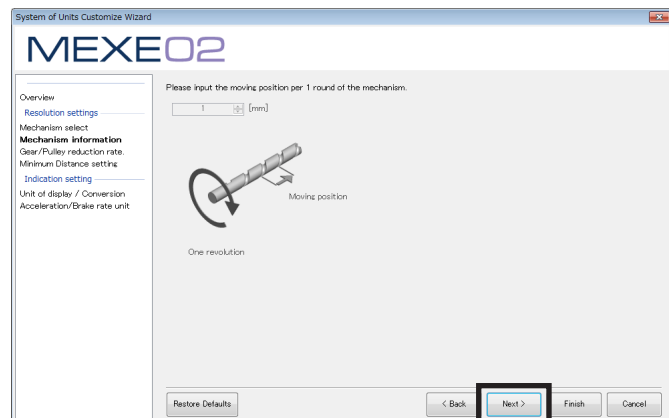 System of Units Customize Wizard
MEXE02
Overview
Resolution settings
Mechanism select
Mechanism information
Gear/Pulley reduction rate.
Minimum Distance setting
Indication setting
Unit of display / Conversion
Acceleration/Brake rate unit
Please input the moving position per 1 round of the mechanism.
1 [mm]
Moving position
One revolution
Restore Defaults
< Back
Next >
Finish
Cancel